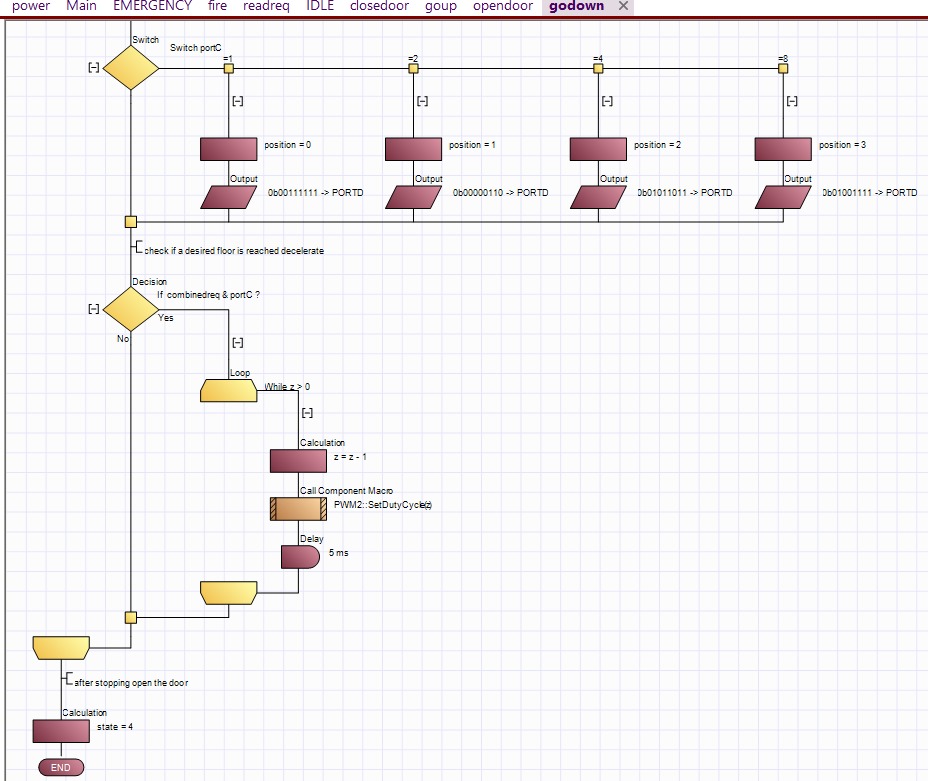 power Main EMERGENCY fire readreq IDLE closedoor goup opendoor godown ✕
Switch
Switch portC
[-]
=1 =2 =4 =8
[-] [-] [-] [-]
position = 0 position = 1 position = 2 position = 3
Output Output Output Output
0b00111111 -> PORTD 0b00000110 -> PORTD 0b01011011 -> PORTD 0b01001111 -> PORTD
check if a desired floor is reached decelerate
Decision
If combinedreq & portC ?
[-]
Yes
No
[-]
Loop
While z > 0
[-]
Calculation
z = z - 1
Call Component Macro
PWM2::SetDutyCycle(z)
Delay
5 ms
after stopping open the door
Calculation
state = 4
END